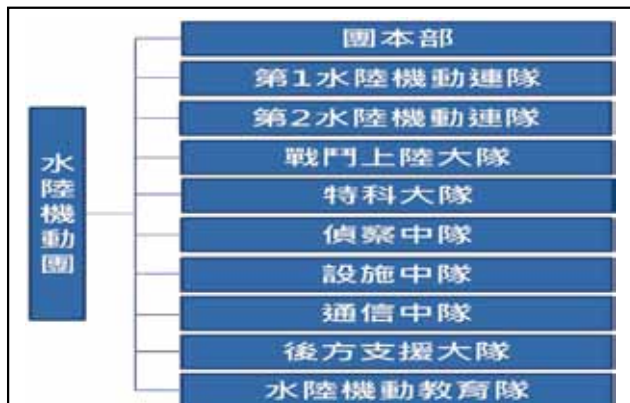 水陸機動團
團本部
第1水陸機動連隊
第2水陸機動連隊
戰鬥上陸大隊
特科大隊
偵察中隊
設施中隊
通信中隊
後方支援大隊
水陸機動教育隊